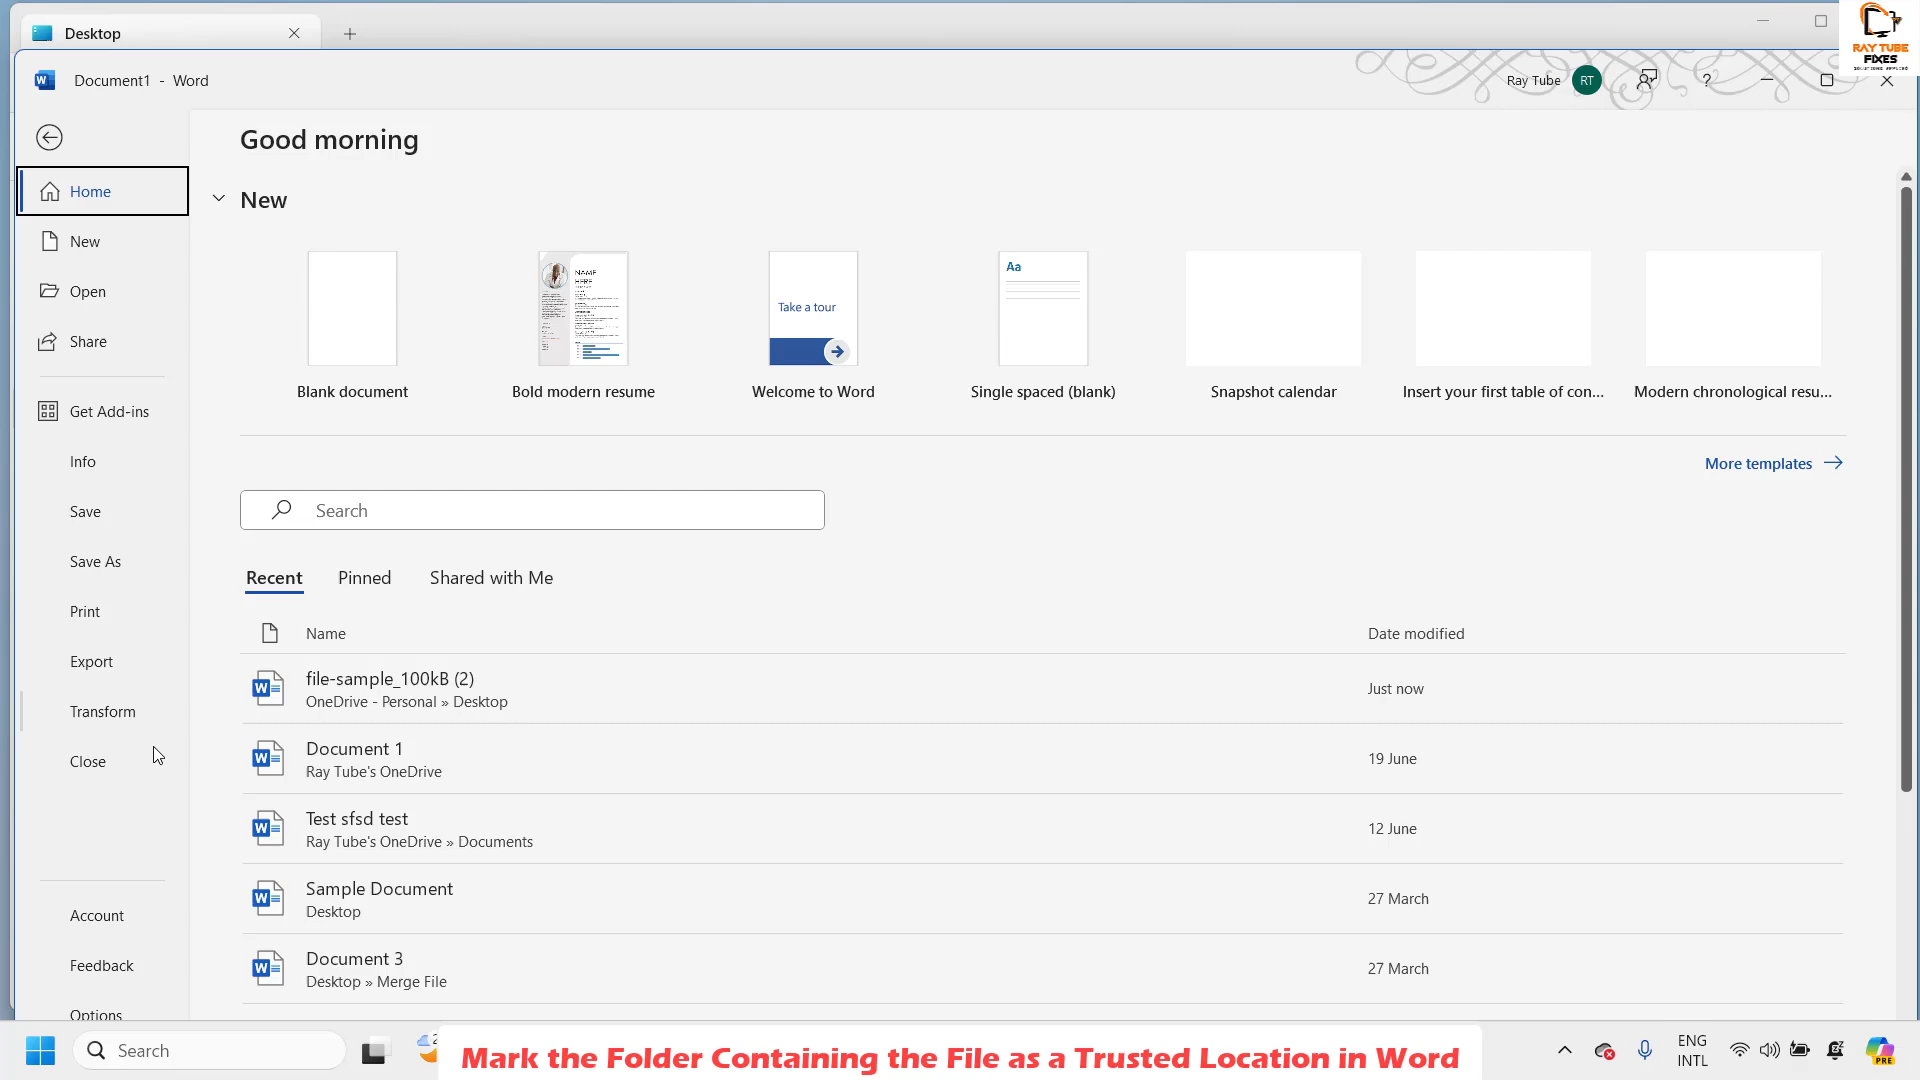 Desktop
RAY TUBE
FIXES
SOLUTIONS APPLIED
Document1 - Word
Ray Tube
RT
?
Good morning
Home
New
Open
Share
Get Add-ins
Info
Save
Save As
Print
Export
Transform
Close
Account
Feedback
Options
New
NAME
HERE
Take a tour
Aa
Blank document
Bold modern resume
Welcome to Word
Single spaced (blank)
Snapshot calendar
Insert your first table of con...
Modern chronological resu...
More templates
Search
Recent
Pinned
Shared with Me
Name
Date modified
file-sample_100kB (2)
OneDrive - Personal » Desktop
Just now
Document 1
Ray Tube's OneDrive
19 June
Test sfsd test
Ray Tube's OneDrive » Documents
12 June
Sample Document
Desktop
27 March
Document 3
Desktop » Merge File
27 March
Search
2
Mark the Folder Containing the File as a Trusted Location in Word
ENG
INTL
PRE